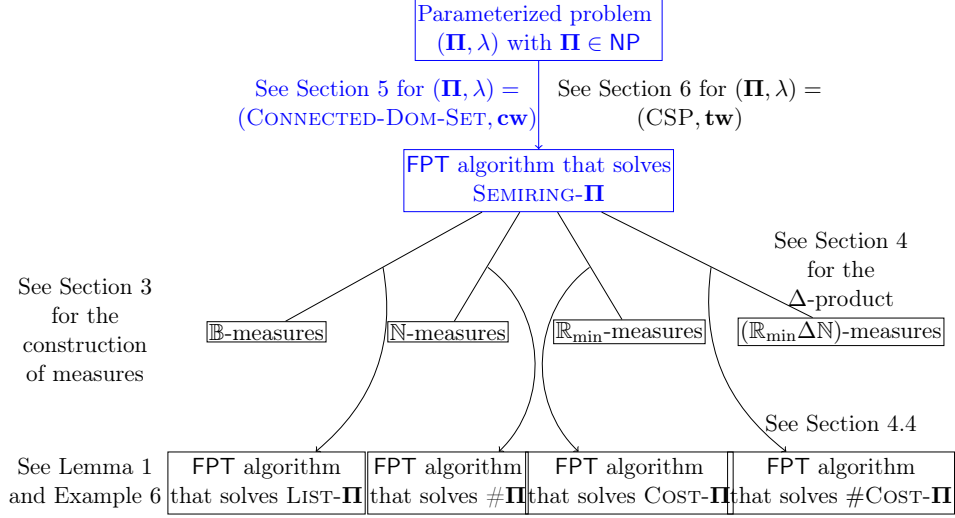 Parameterized problem
(Π, λ) with Π ∈ NP
See Section 5 for (Π, λ) =
(CONNECTED-DOM-SET, cw)
See Section 6 for (Π, λ) =
(CSP, tw)
FPT algorithm that solves
SEMIRING-Π
See Section 4
for the
Δ-product
See Section 3
for the
construction
of measures
𝔹-measures
ℕ-measures
ℝmin-measures
(ℝminΔℕ)-measures
See Section 4.4
See Lemma 1
and Example 6
FPT algorithm
that solves LIST-Π
FPT algorithm
that solves #Π
FPT algorithm
that solves COST-Π
FPT algorithm
that solves #COST-Π